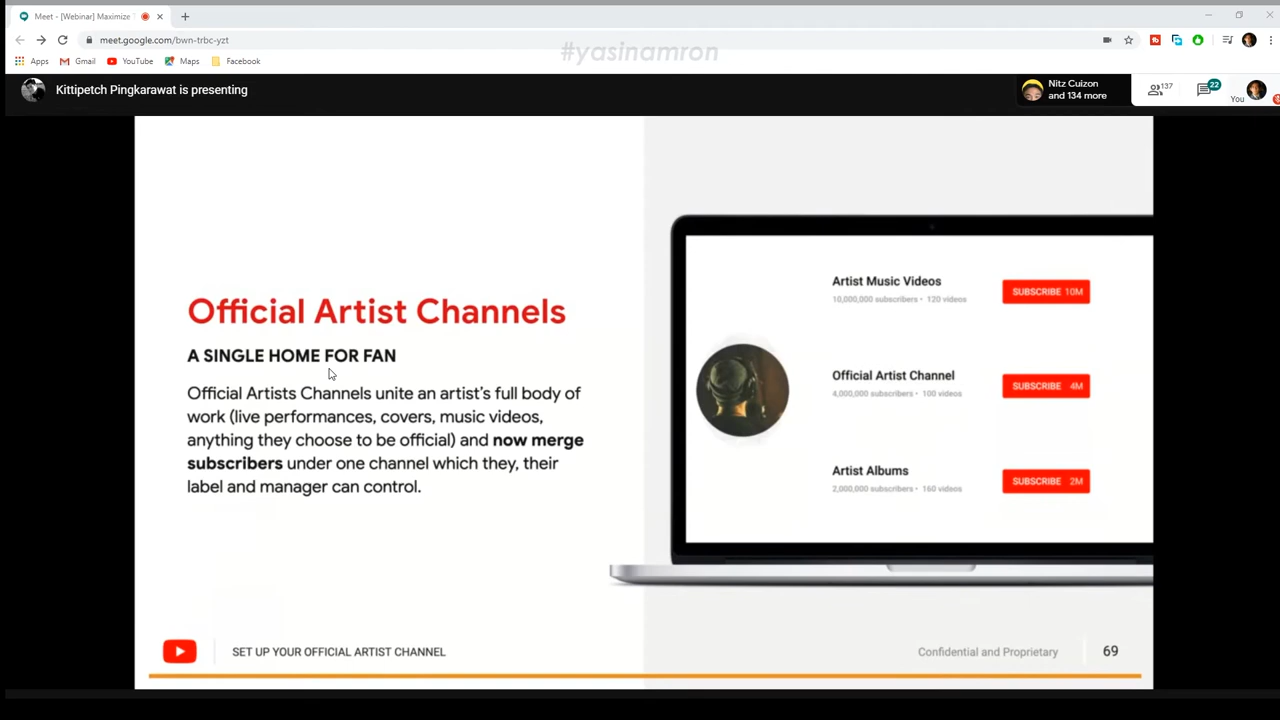 Meet - [Webinar] Maximize
meet.google.com/bwn-trbc-yzt
#yasinamron
Apps Gmail YouTube Maps Facebook
Kittipetch Pingkarawat is presenting
Nitz Cuizon
and 134 more
137
22
You
Official Artist Channels
A SINGLE HOME FOR FAN
Official Artists Channels unite an artist's full body of
work (live performances, covers, music videos,
anything they choose to be official) and now merge
subscribers under one channel which they, their
label and manager can control.
Artist Music Videos
10,000,000 subscribers • 120 videos
SUBSCRIBE 10M
Official Artist Channel
4,000,000 subscribers • 100 videos
SUBSCRIBE 4M
Artist Albums
2,000,000 subscribers • 160 videos
SUBSCRIBE 2M
SET UP YOUR OFFICIAL ARTIST CHANNEL
Confidential and Proprietary
69